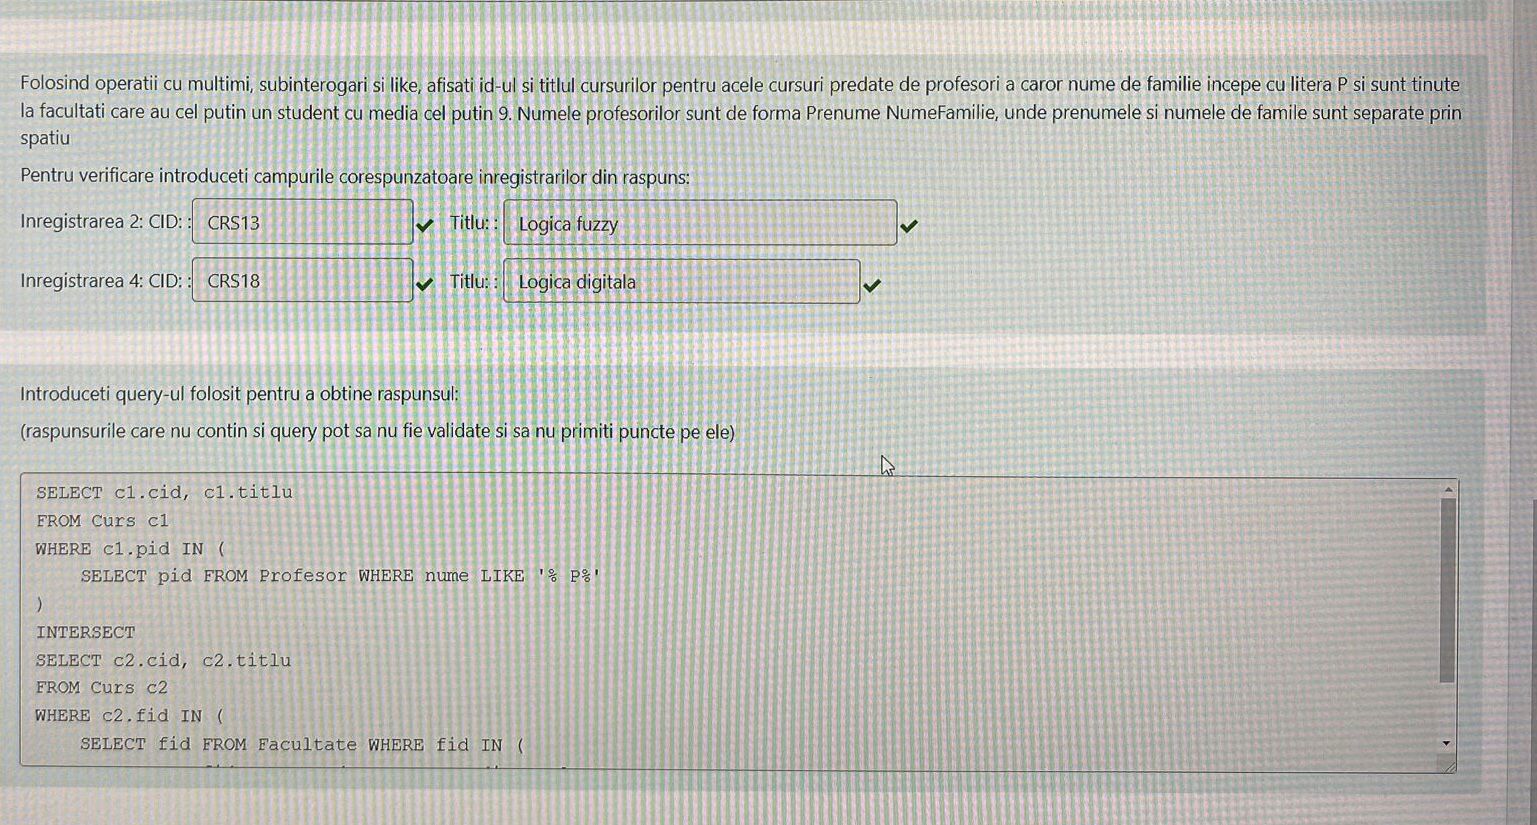 Folosind operatii cu multimi, subinterogari si like, afisati id-ul si titlul cursurilor pentru acele cursuri predate de profesori a caror nume de familie incepe cu litera P si sunt tinute
la facultati care au cel putin un student cu media cel putin 9. Numele profesorilor sunt de forma Prenume NumeFamilie, unde prenumele si numele de famile sunt separate prin
spatiu
Pentru verificare introduceti campurile corespunzatoare inregistrarilor din raspuns:
Inregistrarea 2: CID: : CRS13 Titlu: : Logica fuzzy
Inregistrarea 4: CID: : CRS18 Titlu: : Logica digitala
Introduceti query-ul folosit pentru a obtine raspunsul:
(raspunsurile care nu contin si query pot sa nu fie validate si sa nu primiti puncte pe ele)
SELECT c1.cid, c1.titlu
FROM Curs c1
WHERE c1.pid IN (
SELECT pid FROM Profesor WHERE nume LIKE '% P%'
)
INTERSECT
SELECT c2.cid, c2.titlu
FROM Curs c2
WHERE c2.fid IN (
SELECT fid FROM Facultate WHERE fid IN (